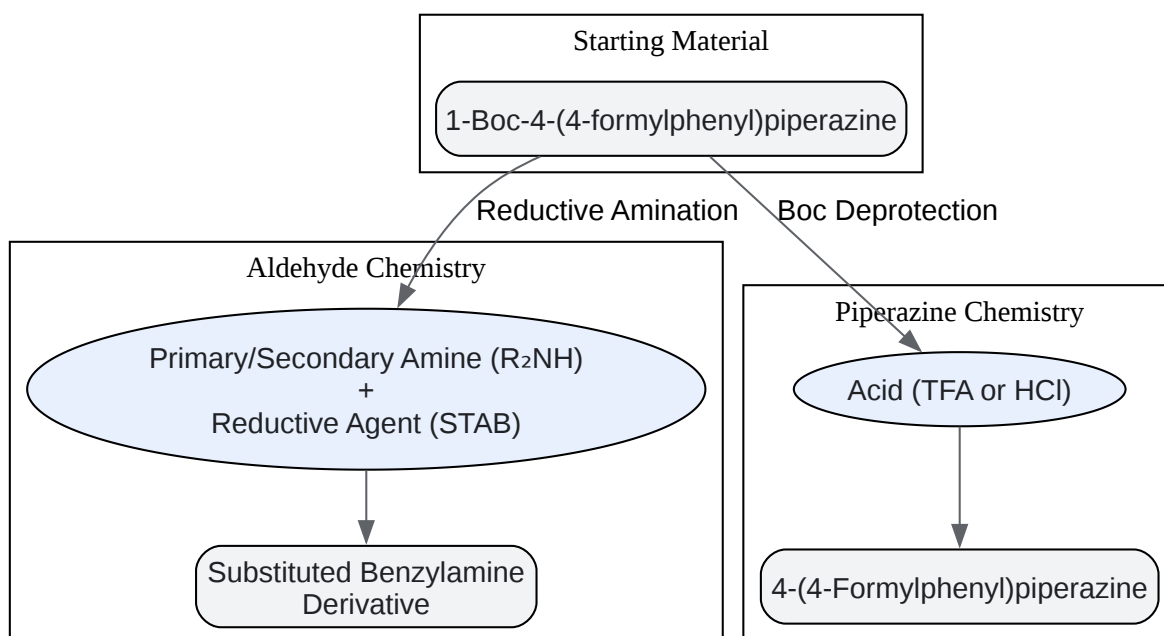 Starting Material
1-Boc-4-(4-formylphenyl)piperazine
Reductive Amination
Boc Deprotection
Aldehyde Chemistry
Primary/Secondary Amine (R₂NH)
+
Reductive Agent (STAB)
Substituted Benzylamine
Derivative
Piperazine Chemistry
Acid (TFA or HCl)
4-(4-Formylphenyl)piperazine